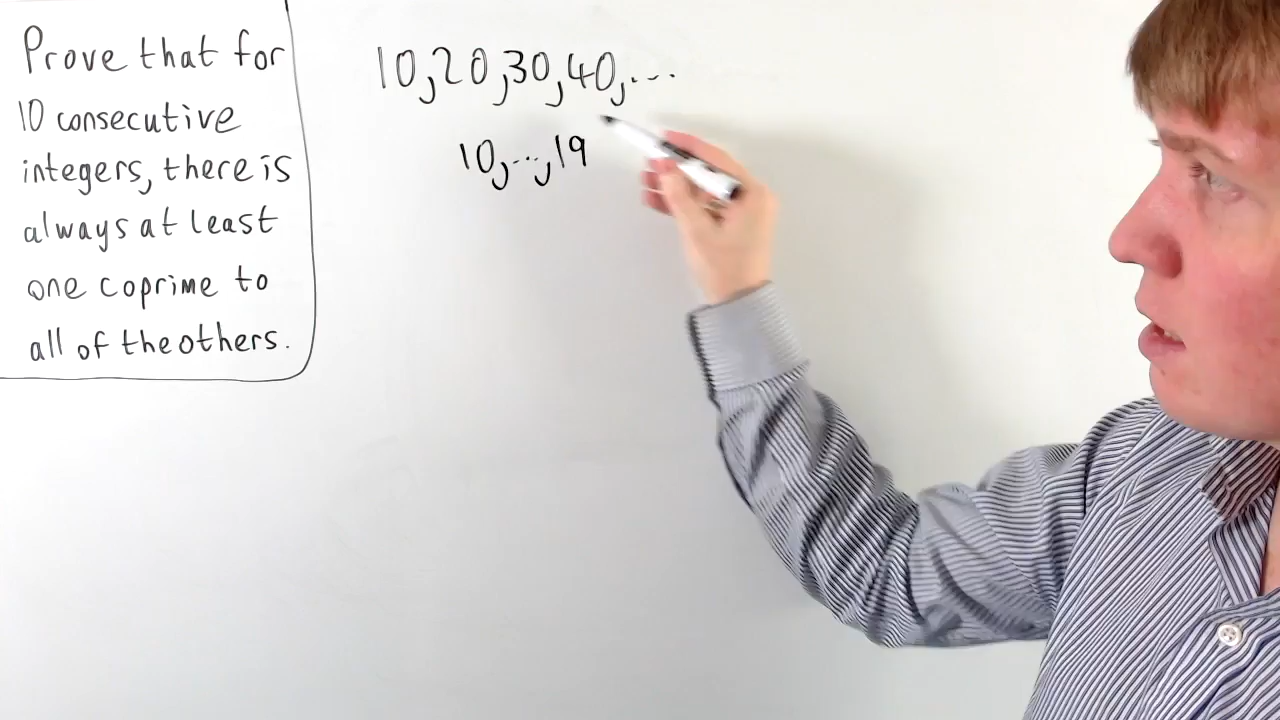 Prove that for
10 consecutive
integers, there is
always at least
one coprime to
all of the others.
10,20,30,40,...
10,...,19